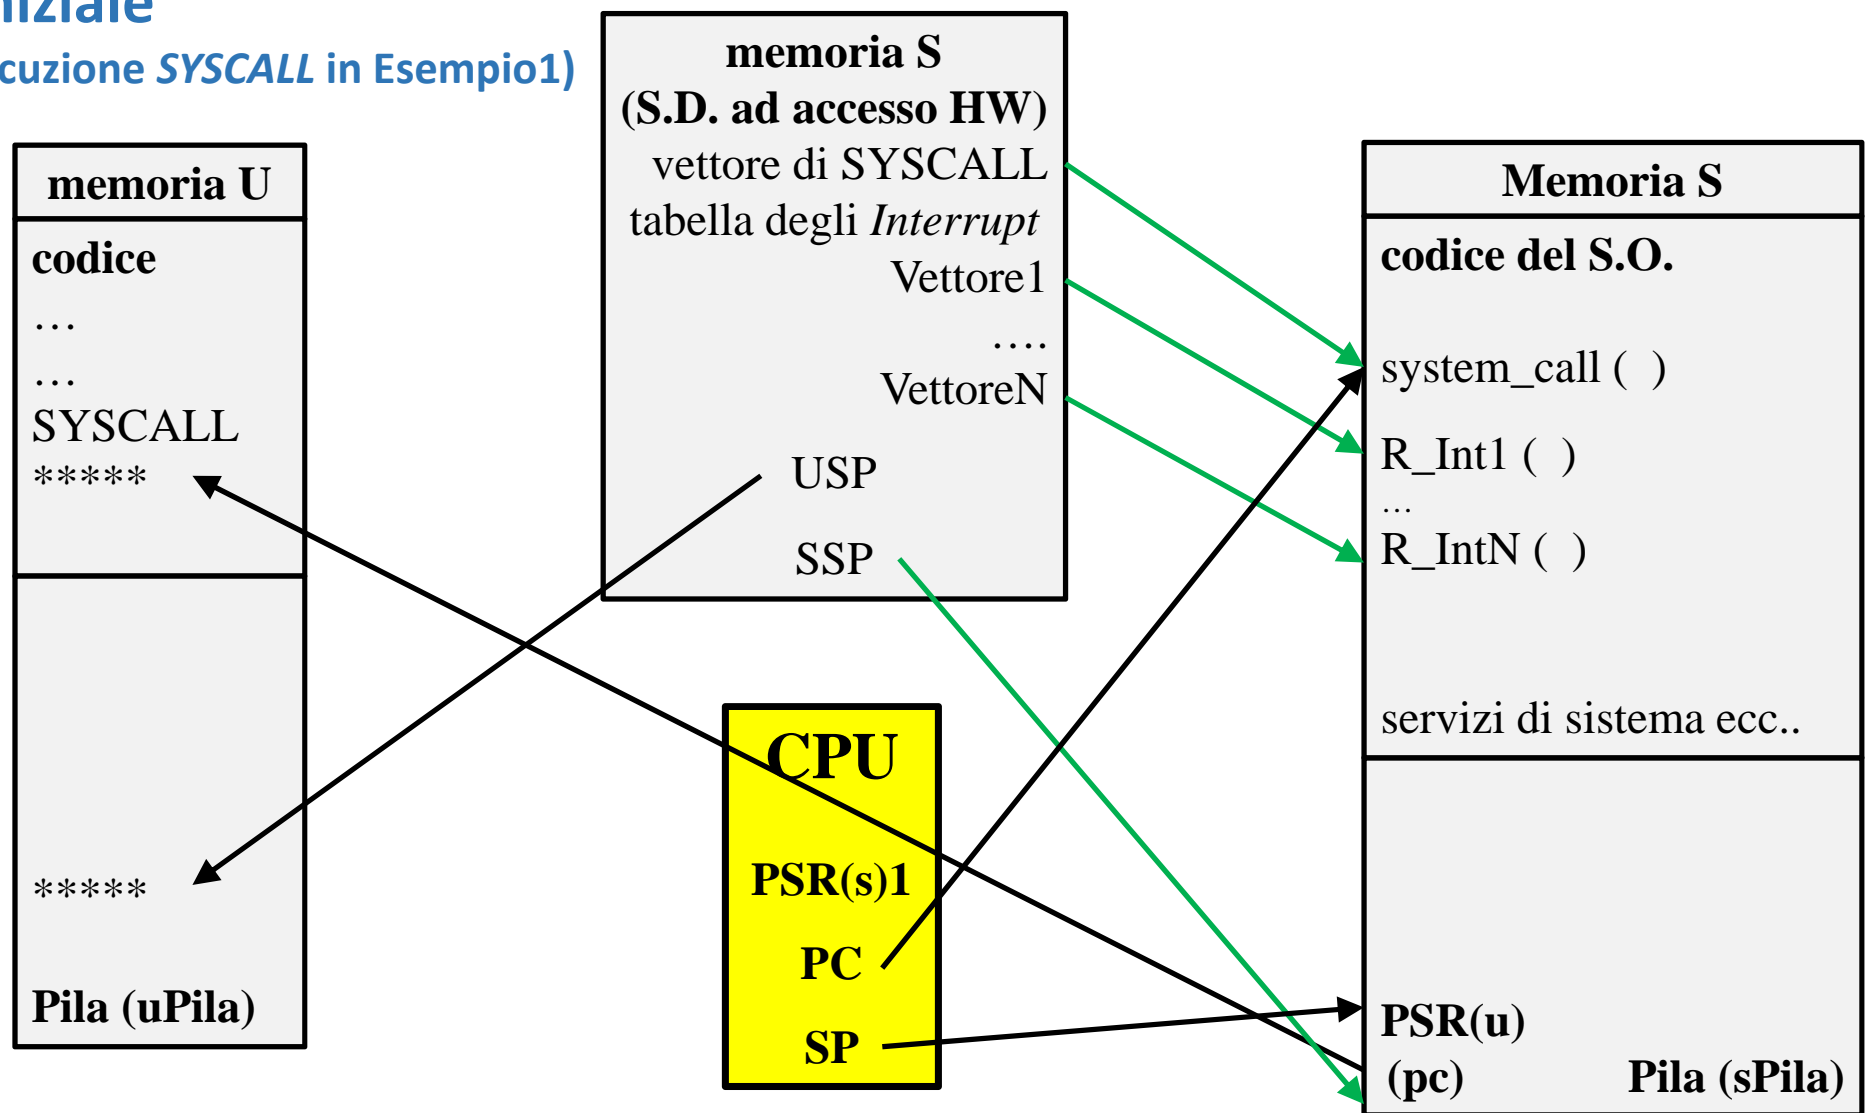 niziale
cuzione SYSCALL in Esempio1)
memoria U
codice
…
…
SYSCALL
*****
*****
Pila (uPila)
memoria S
(S.D. ad accesso HW)
vettore di SYSCALL
tabella degli Interrupt
Vettore1
….
VettoreN
USP
SSP
CPU
PSR(s)1
PC
SP
Memoria S
codice del S.O.
system_call ( )
R_Int1 ( )
…
R_IntN ( )
servizi di sistema ecc..
PSR(u)
(pc) Pila (sPila)